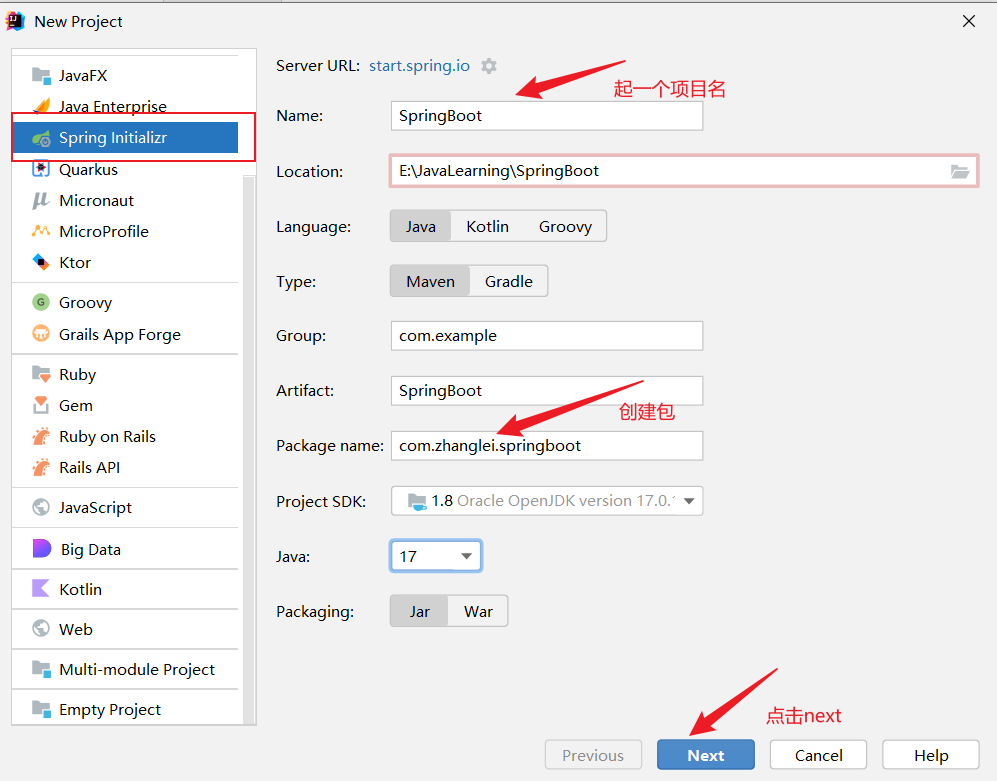 New Project
JavaFX
Java Enterprise
Spring Initializr
Quarkus
Micronaut
MicroProfile
Ktor
Groovy
Grails App Forge
Ruby
Gem
Ruby on Rails
Rails API
JavaScript
Big Data
Kotlin
Web
Multi-module Project
Empty Project
Server URL: start.spring.io
起一个项目名
Name: SpringBoot
Location: E:\JavaLearning\SpringBoot
Language: Java Kotlin Groovy
Type: Maven Gradle
Group: com.example
Artifact: SpringBoot
创建包
Package name: com.zhanglei.springboot
Project SDK: 1.8 Oracle OpenJDK version 17.0.
Java: 17
Packaging: Jar War
点击next
Previous Next Cancel Help